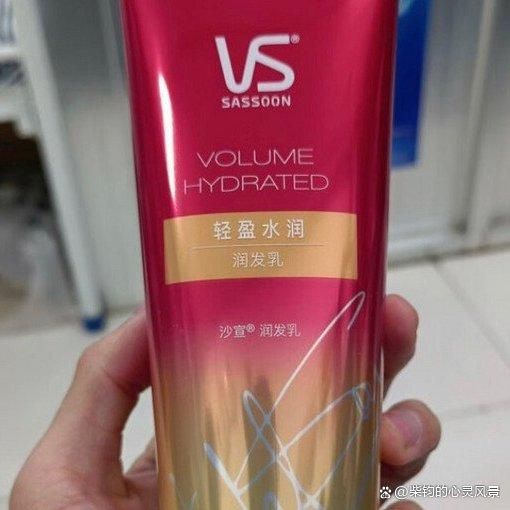 VS®
SASSOON
VOLUME
HYDRATED
轻盈水润
润发乳
沙宣® 润发乳
@柴钧的心灵风景